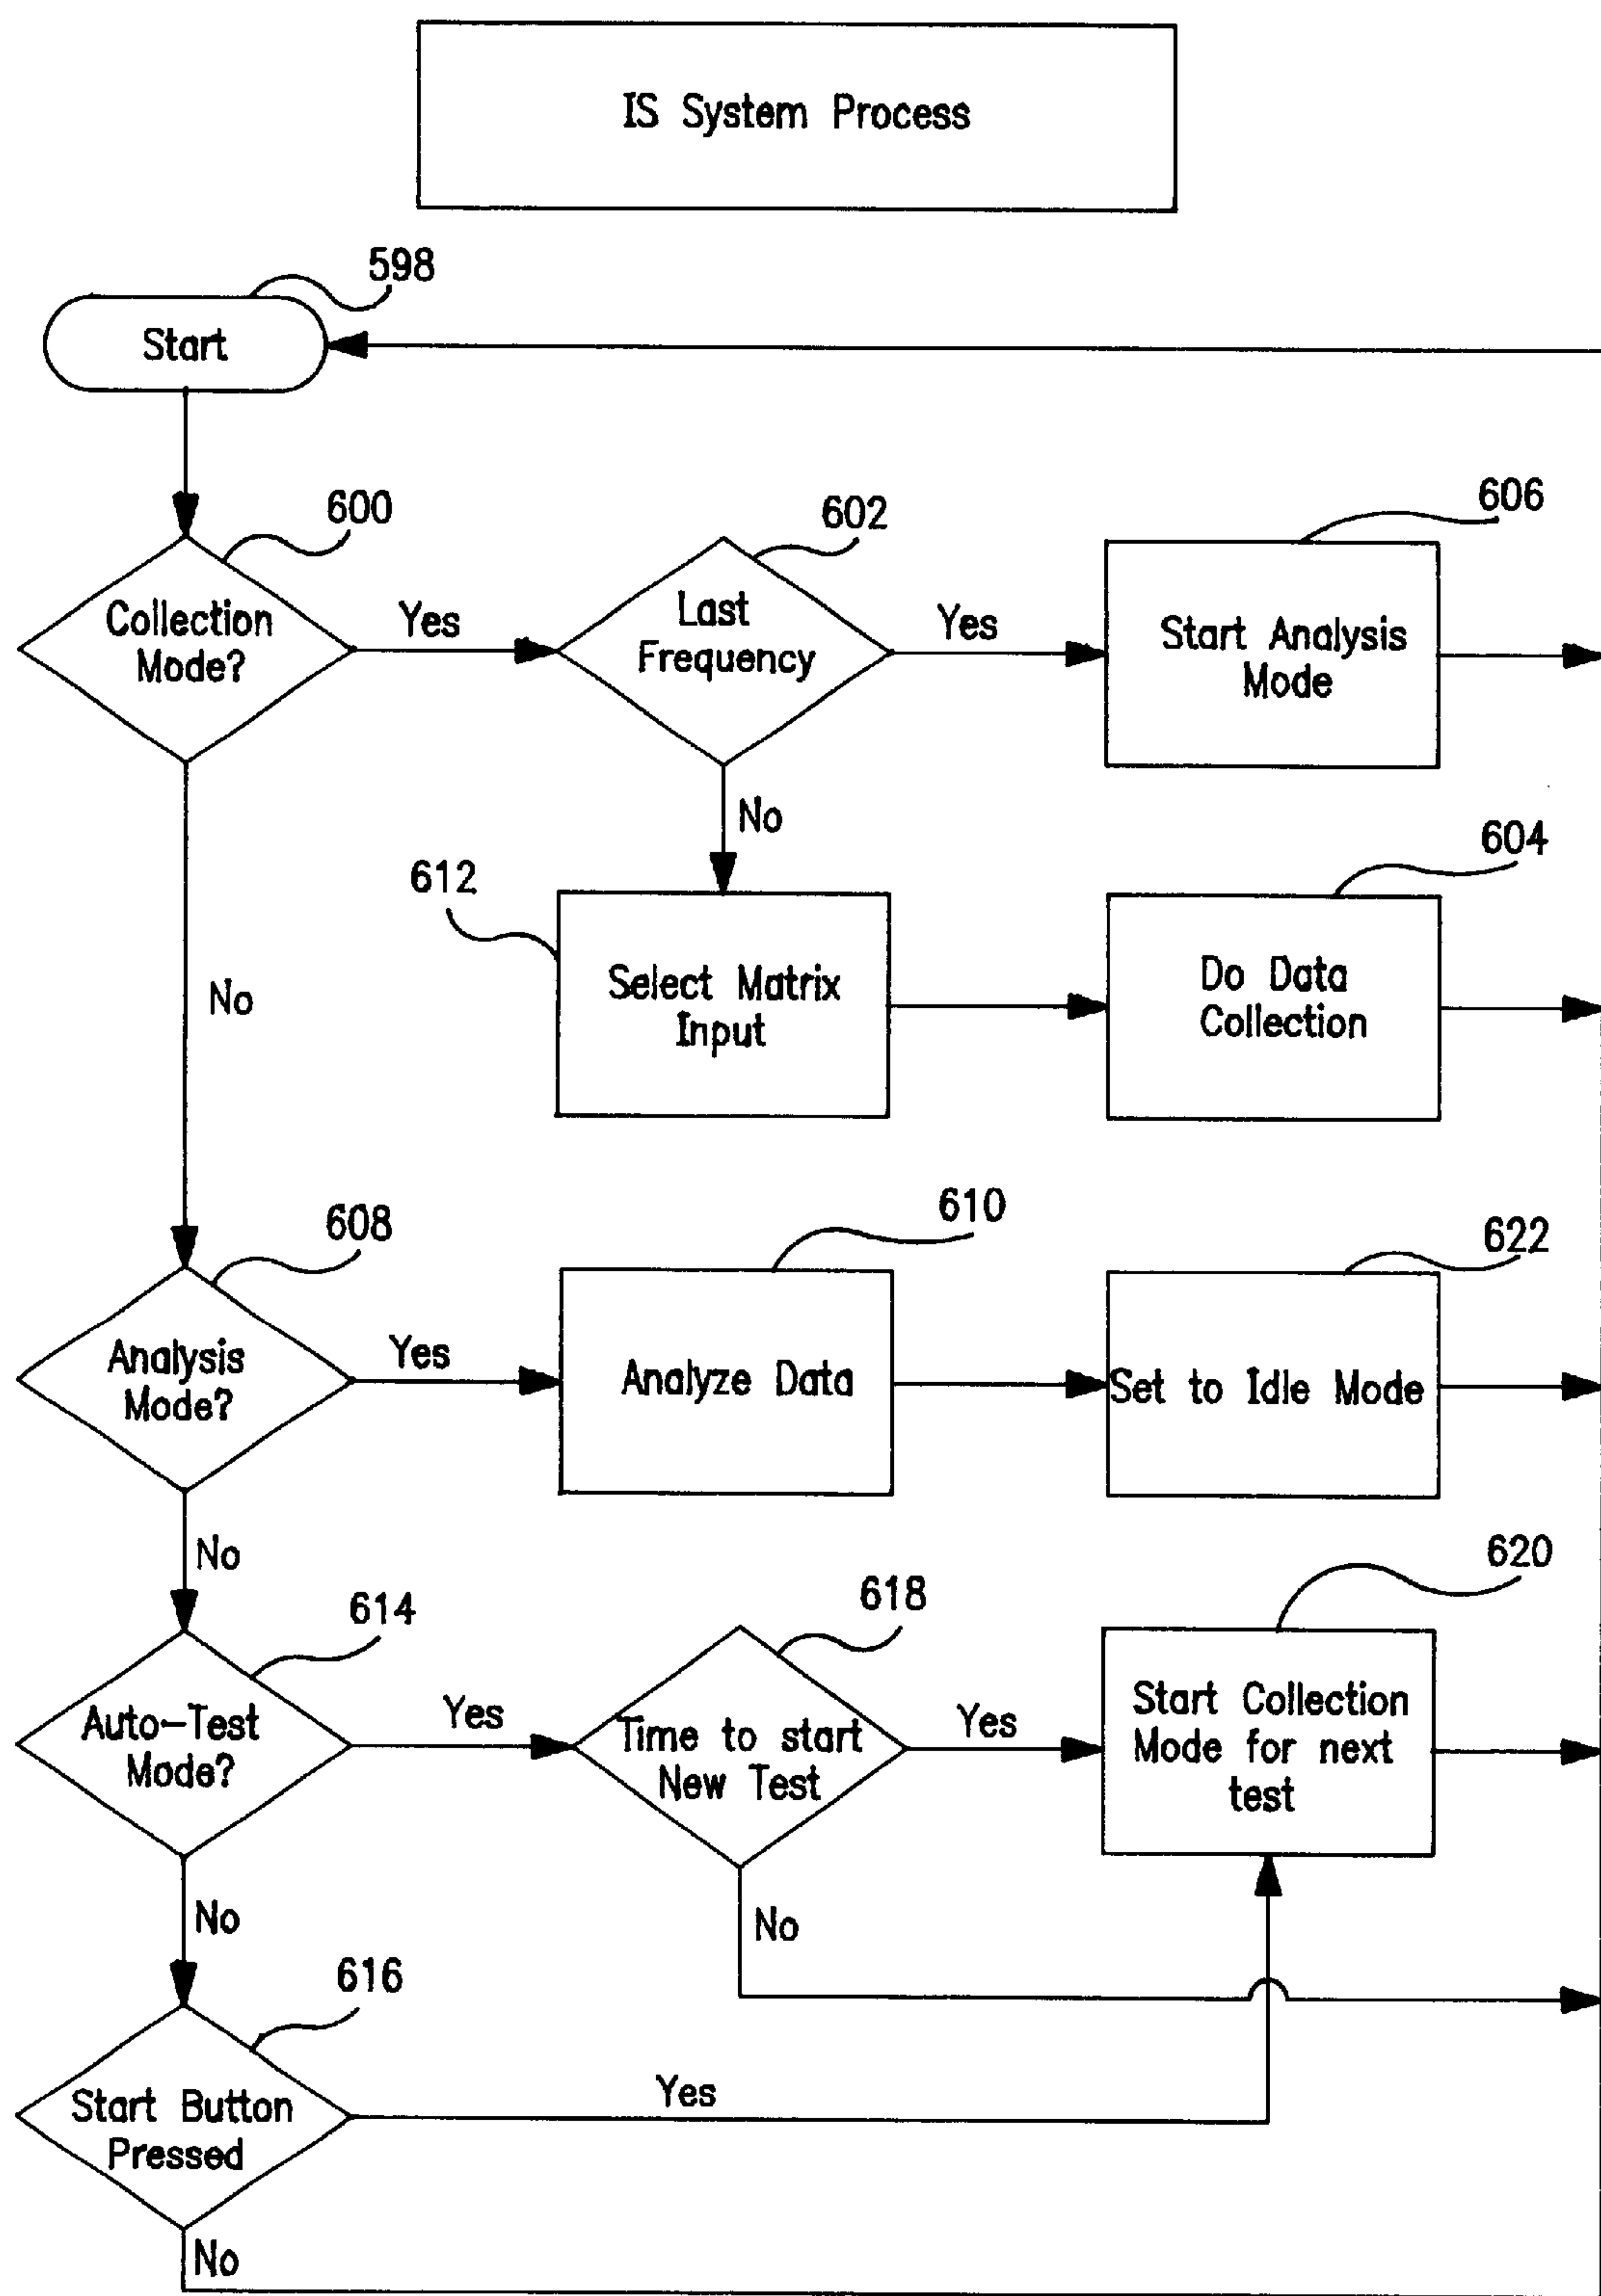 IS System Process
598
Start
600
Collection
Mode?
Yes
602
Last
Frequency
Yes
606
Start Analysis
Mode
No
No
612
Select Matrix
Input
604
Do Data
Collection
608
Analysis
Mode?
Yes
610
Analyze Data
622
Set to Idle Mode
No
614
Auto-Test
Mode?
Yes
618
Time to start
New Test
Yes
620
Start Collection
Mode for next
test
No
No
616
Start Button
Pressed
Yes
No